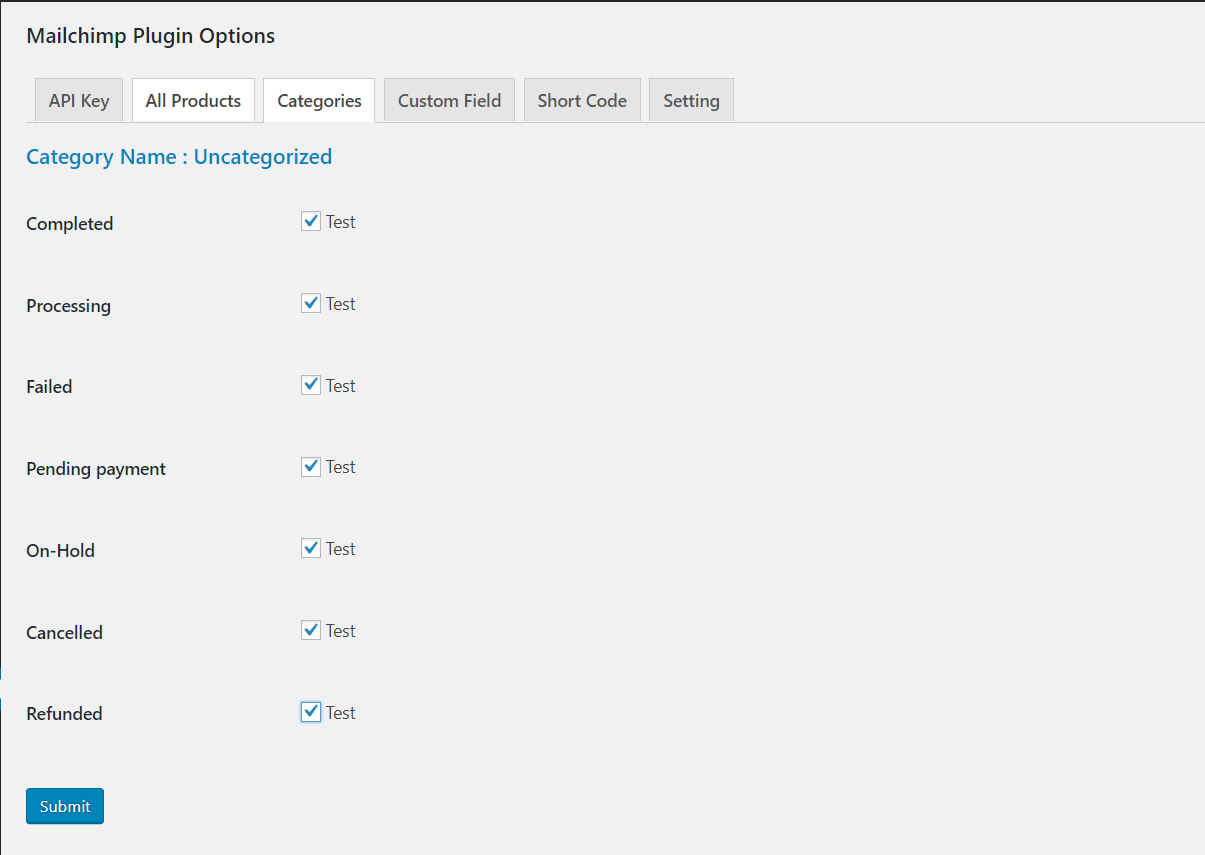 Mailchimp Plugin Options
API Key All Products Categories Custom Field Short Code Setting
Category Name : Uncategorized
Completed Test
Processing Test
Failed Test
Pending payment Test
On-Hold Test
Cancelled Test
Refunded Test
Submit